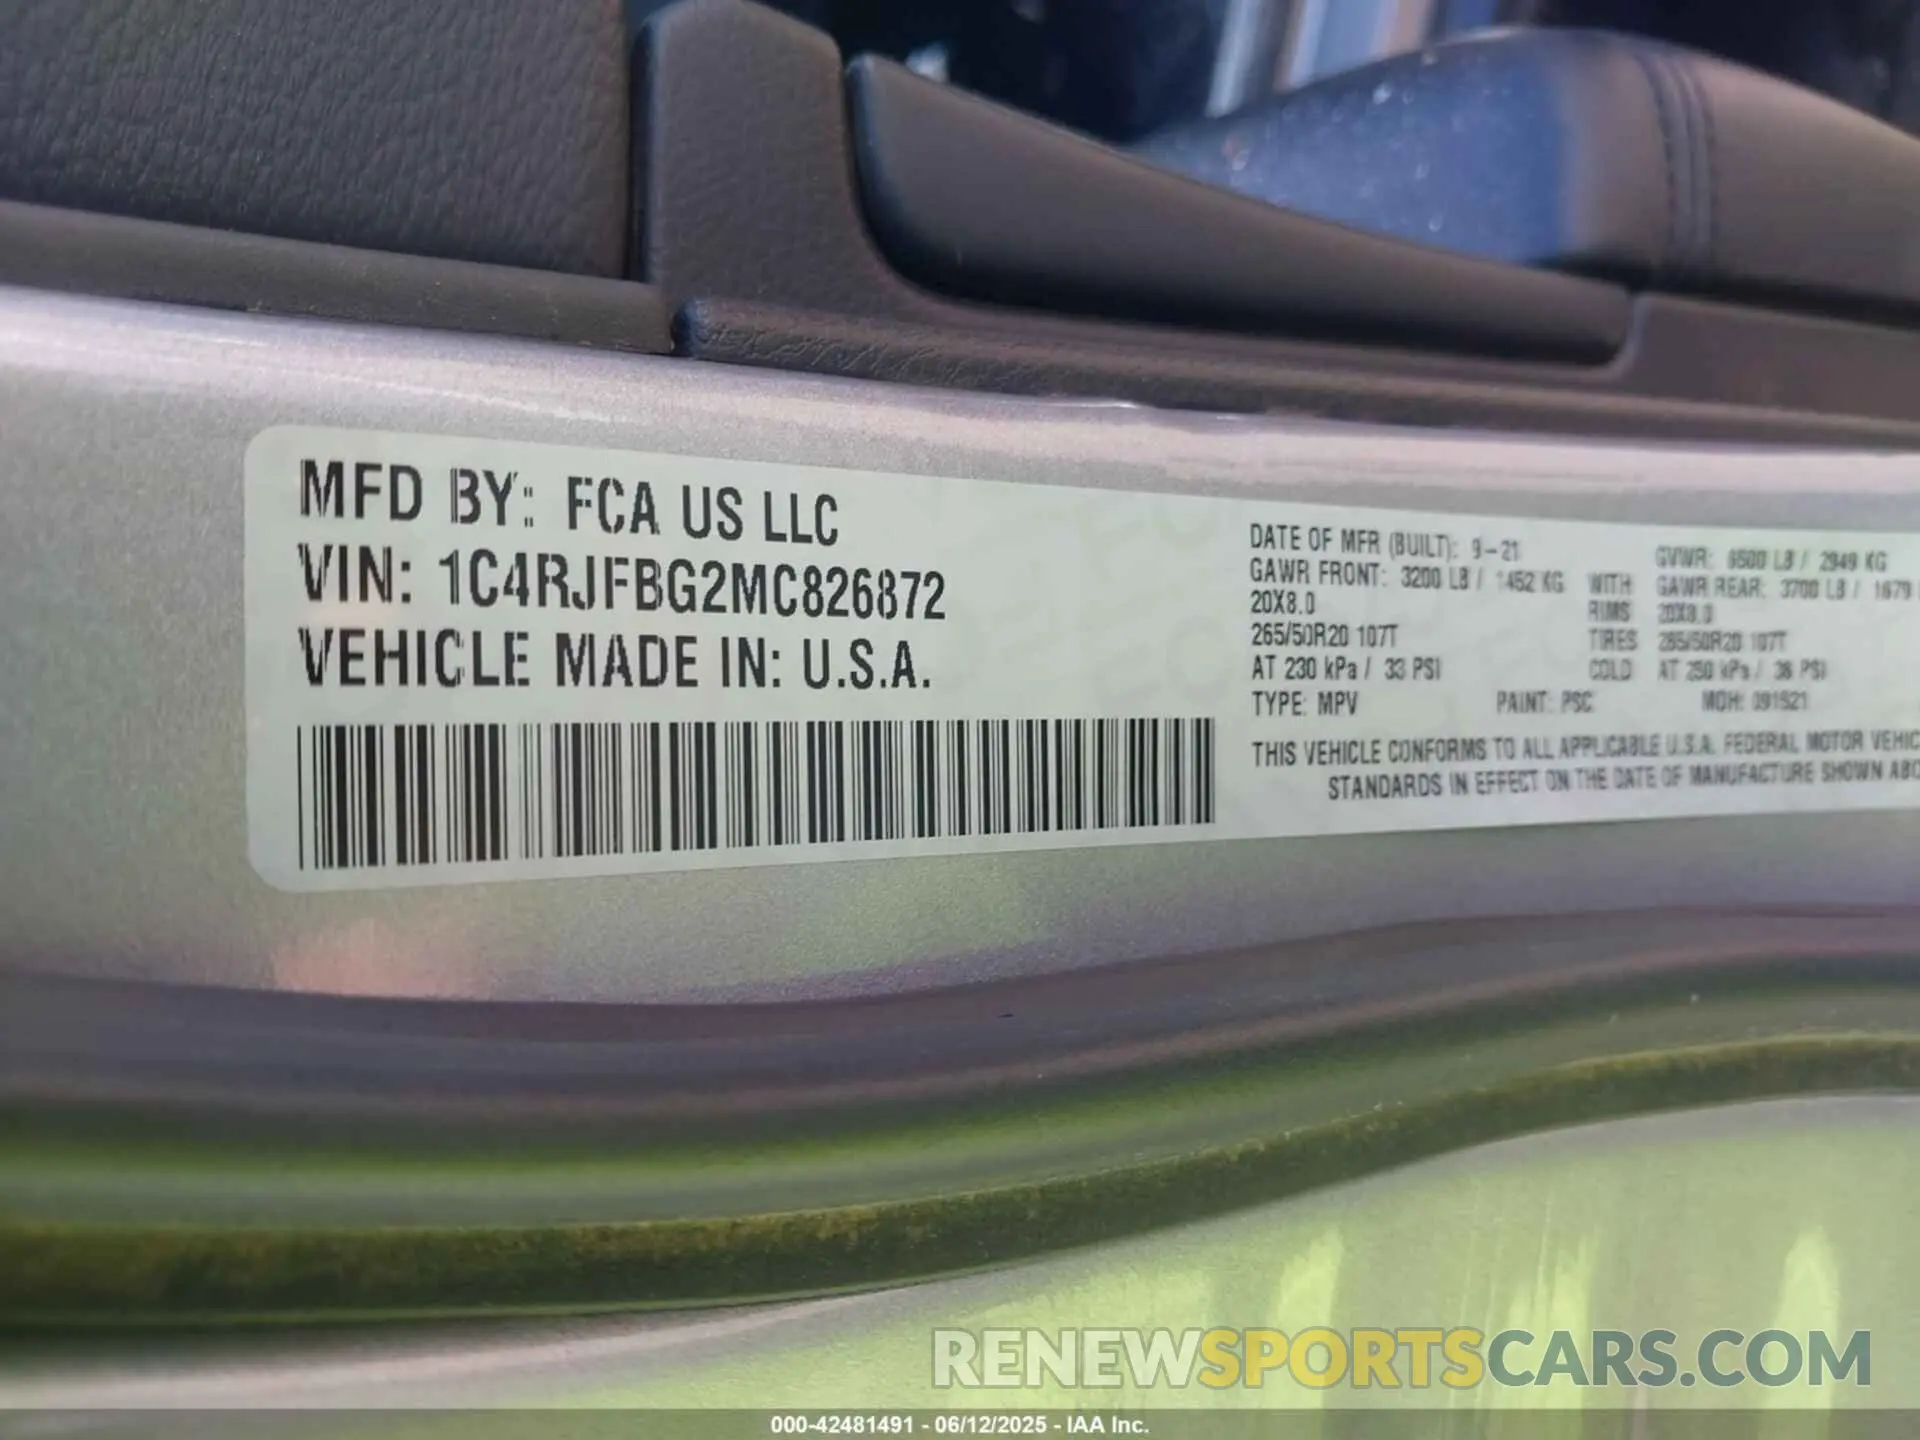 MFD BY: FCA US LLC
VIN: 1C4RJFBG2MC826872
VEHICLE MADE IN: U.S.A.
DATE OF MFR (BUILT): 9-21 GVWR: 6500 LB / 2949 KG
GAWR FRONT: 3200 LB / 1452 KG WITH GAWR REAR: 3700 LB / 1679
20X8.0 RIMS 20X8.0
265/50R20 107T TIRES 265/50R20 107T
AT 230 kPa / 33 PSI COLD AT 250 kPa / 36 PSI
TYPE: MPV PAINT: PSC MDH: 091521
THIS VEHICLE CONFORMS TO ALL APPLICABLE U.S.A. FEDERAL MOTOR VEHIC
STANDARDS IN EFFECT ON THE DATE OF MANUFACTURE SHOWN ABO
RENEWSPORTSCARS.COM
000-42481491 - 06/12/2025 - IAA Inc.